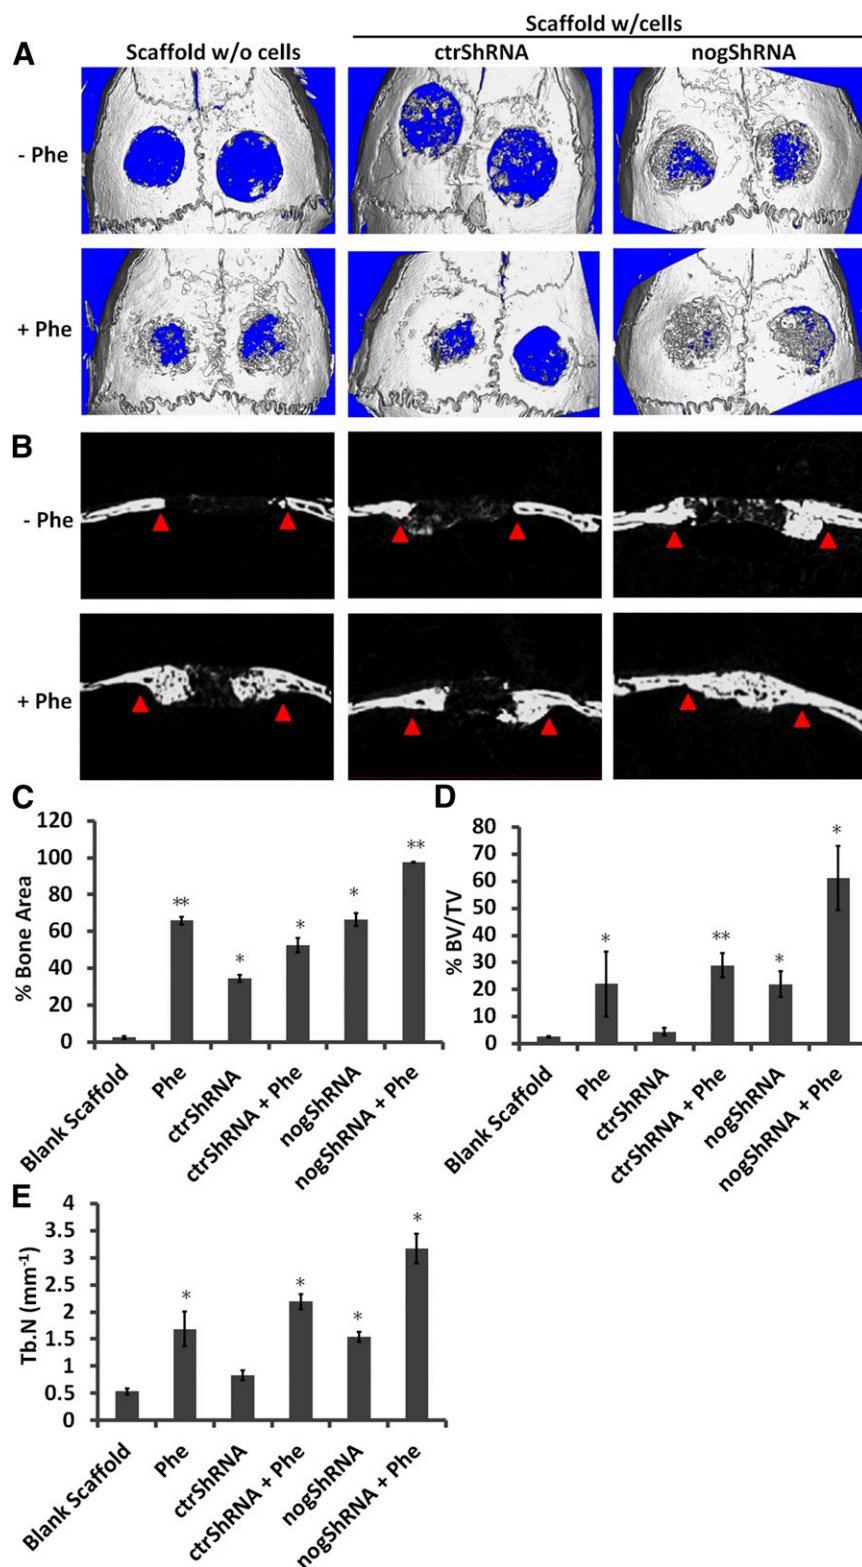 Scaffold w/cells
A Scaffold w/o cells ctrShRNA nogShRNA
- Phe
+ Phe
B
- Phe
+ Phe
C
120
100
80
60
40
20
0
% Bone Area
** * * * **
Blank Scaffold
Phe
ctrShRNA
ctrShRNA + Phe
nogShRNA
nogShRNA + Phe
D
80
70
60
50
40
30
20
10
0
% BV/TV
* ** * *
Blank Scaffold
Phe
ctrShRNA
ctrShRNA + Phe
nogShRNA
nogShRNA + Phe
E
4
3.5
3
2.5
2
1.5
1
0.5
0
Tb.N (mm⁻¹)
* * * *
Blank Scaffold
Phe
ctrShRNA
ctrShRNA + Phe
nogShRNA
nogShRNA + Phe